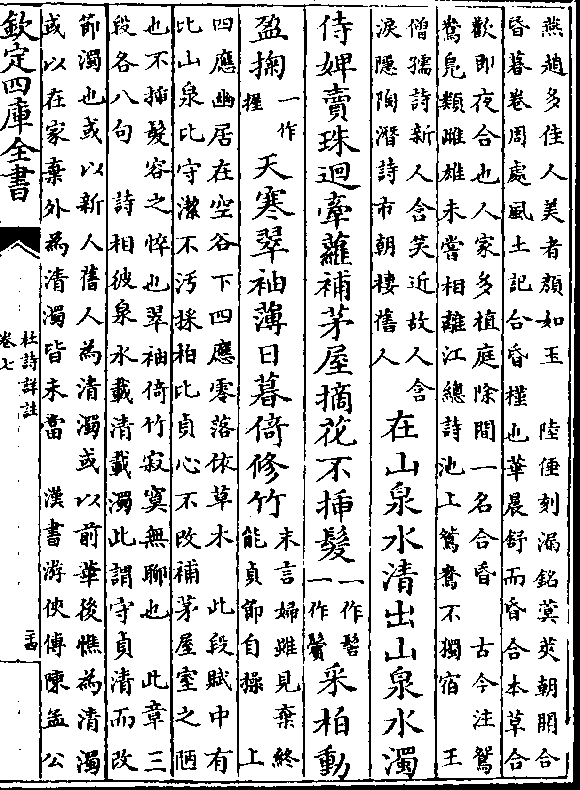 燕趙多佳人美者顏如玉　陸倕刻漏銘蓂莢朝開合
昏暮卷周處風土記合昏槿也華晨舒而昏合本草合
歡即夜合也人家多植庭除間一名合昏　古今注鴛
鴦鳧類雌雄未嘗相離江總詩池上鴛鴦不獨宿　王
僧孺詩新人含笑近故人含
淚隱陶潛詩市朝棲舊人
在山泉水清出山泉水濁
侍婢賣珠迴牽蘿補茅屋摘花不插髮
一作髻
一作鬢
采柏動
盈掬
一作
握
天寒翠袖薄日暮倚修竹
末言婦雖見棄終
能貞節自操　上
四應幽居在空谷下四應零落依草木　此段賦中有
比山泉比守潔不汚採柏比貞心不改補茅屋室之陋
也不插髮容之悴也翠袖倚竹寂寞無聊也　此章三
段各八句　詩相彼泉水載清載濁此謂守貞清而改
節濁也或以新人舊人為清濁或以前華後憔為清濁
或以在家棄外為清濁皆未當　漢書游俠傳陳孟公
欽定四庫全書
杜詩詳註
卷七
二十四